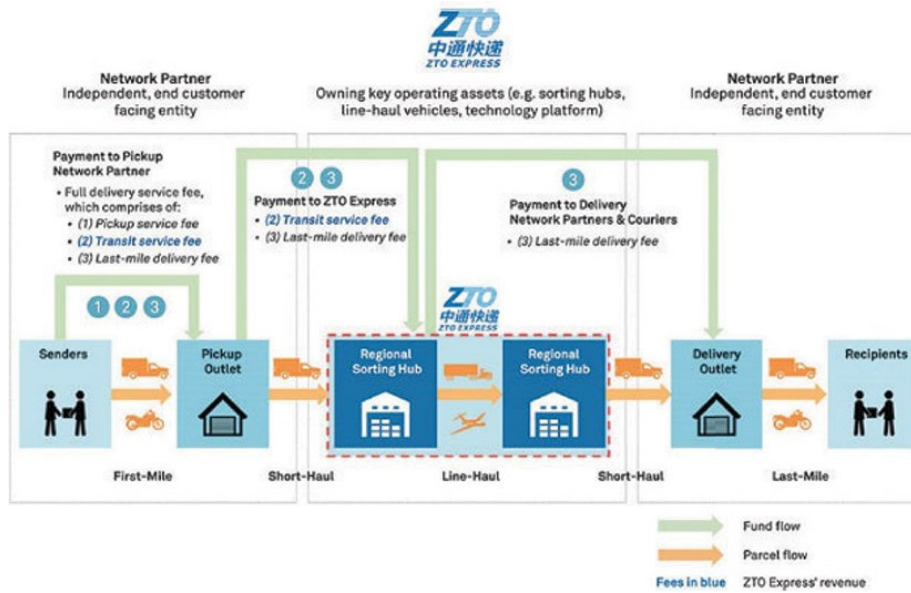 ZTO
中通快递
ZTO EXPRESS
Network Partner
Independent, end customer
facing entity
Owning key operating assets (e.g. sorting hubs,
line-haul vehicles, technology platform)
Network Partner
Independent, end customer
facing entity
Payment to Pickup
Network Partner
• Full delivery service fee,
which comprises of:
• (1) Pickup service fee
• (2) Transit service fee
• (3) Last-mile delivery fee
1 2 3
2 3
Payment to ZTO Express
• (2) Transit service fee
• (3) Last-mile delivery fee
3
Payment to Delivery
Network Partners & Couriers
• (3) Last-mile delivery fee
ZTO
中通快递
ZTO EXPRESS
Senders
Pickup
Outlet
Regional
Sorting Hub
Regional
Sorting Hub
Delivery
Outlet
Recipients
First-Mile
Short-Haul
Line-Haul
Short-Haul
Last-Mile
Fund flow
Parcel flow
Fees in blue ZTO Express' revenue